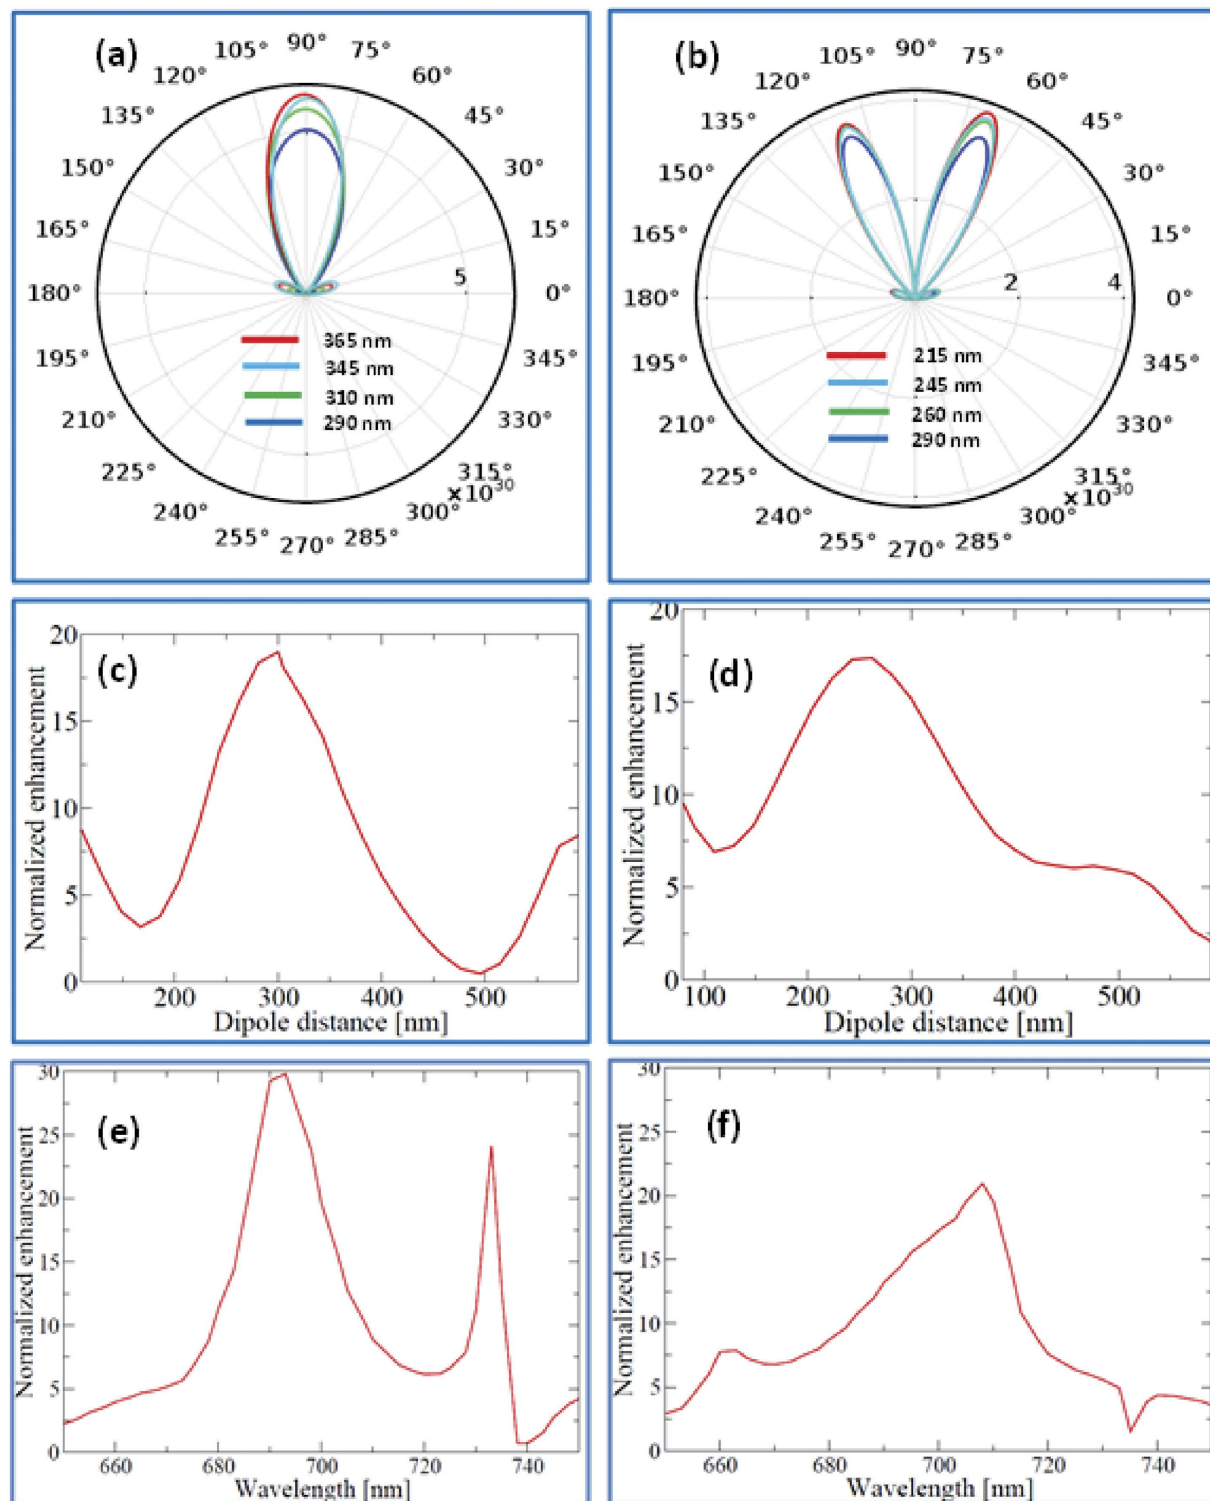 (a)
90°
105° 75°
120° 60°
135° 45°
150° 30°
165° 15°
5
180° 0°
365 nm
195° 345°
345 nm
310 nm
210° 330°
290 nm
225° 315°
×10³⁰
240° 300°
255° 285°
270°
(b)
90°
105° 75°
120° 60°
135° 45°
150° 30°
165° 15°
2 4
180° 0°
215 nm
195° 345°
245 nm
260 nm
210° 330°
290 nm
225° 315°
×10³⁰
240° 300°
255° 285°
270°
(c)
20
15
10
5
0
Normalized enhancement
200 300 400 500
Dipole distance [nm]
(d)
20
15
10
5
0
Normalized enhancement
100 200 300 400 500
Dipole distance [nm]
(e)
30
25
20
15
10
5
0
Normalized enhancement
660 680 700 720 740
Wavelength [nm]
(f)
30
25
20
15
10
5
0
Normalized enhancement
660 680 700 720 740
Wavelength [nm]